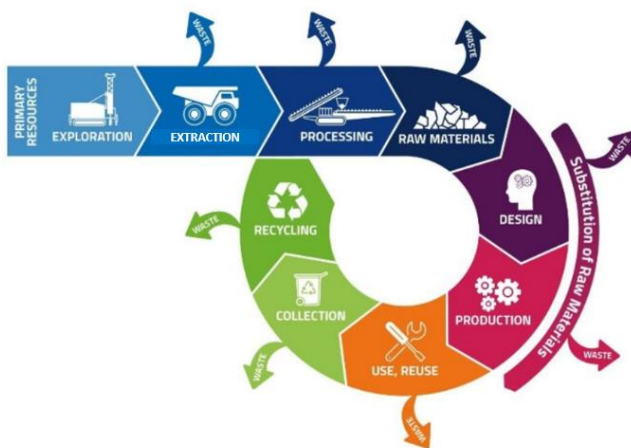 WASTE
WASTE
WASTE
PRIMARY
RESOURCES
EXPLORATION
EXTRACTION
PROCESSING
RAW MATERIALS
WASTE
DESIGN
Substitution of Raw Materials
WASTE
RECYCLING
COLLECTION
PRODUCTION
WASTE
USE, REUSE
WASTE
WASTE